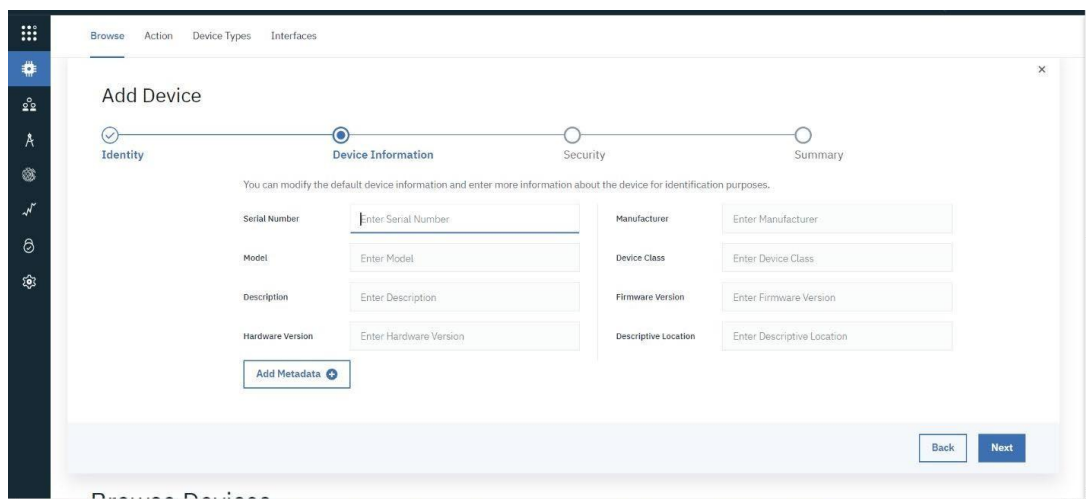 Browse Action Device Types Interfaces
×
Add Device
Identity Device Information Security Summary
You can modify the default device information and enter more information about the device for identification purposes.
Serial Number Enter Serial Number Manufacturer Enter Manufacturer
Model Enter Model Device Class Enter Device Class
Description Enter Description Firmware Version Enter Firmware Version
Hardware Version Enter Hardware Version Descriptive Location Enter Descriptive Location
Add Metadata
Back Next
Browse Devices